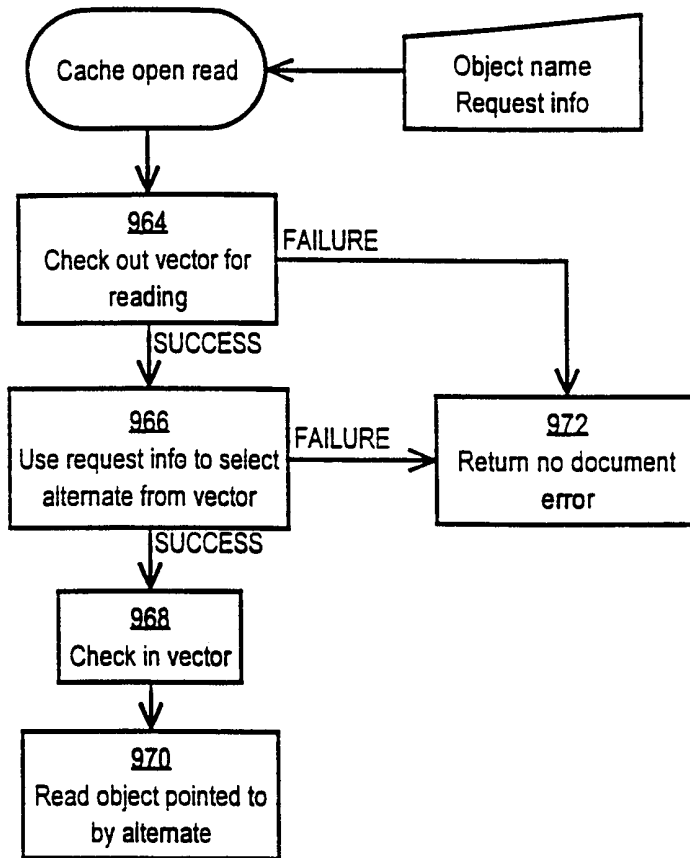 Cache open read
Object name
Request info
964
Check out vector for
reading
FAILURE
SUCCESS
966
Use request info to select
alternate from vector
FAILURE
972
Return no document
error
SUCCESS
968
Check in vector
970
Read object pointed to
by alternate